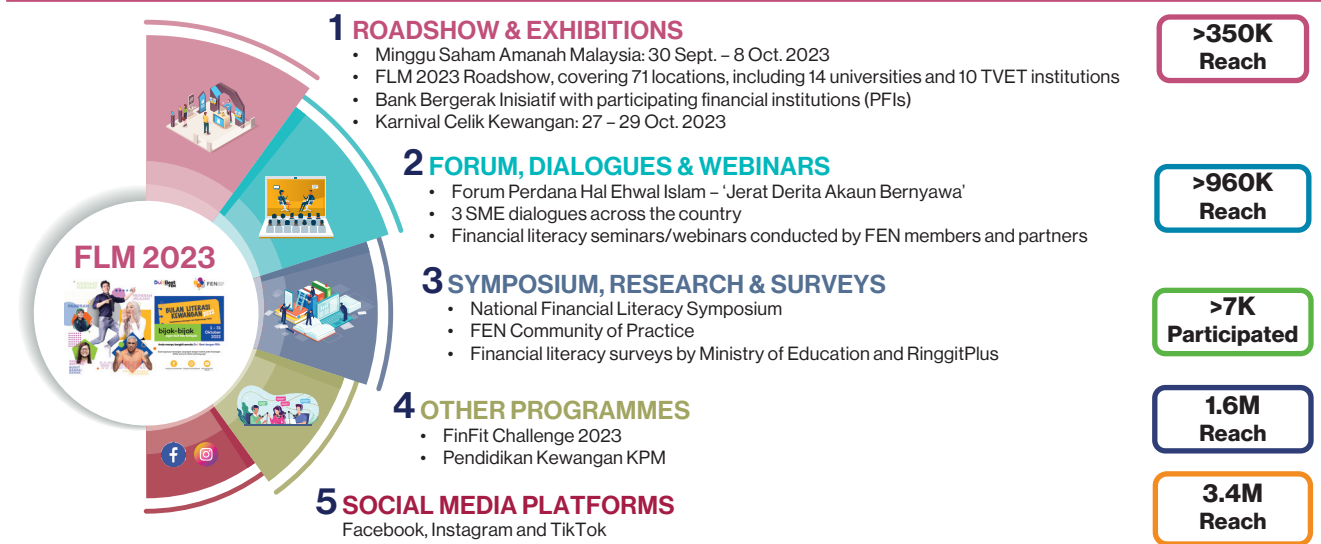 1 ROADSHOW & EXHIBITIONS
• Minggu Saham Amanah Malaysia: 30 Sept. – 8 Oct. 2023
• FLM 2023 Roadshow, covering 71 locations, including 14 universities and 10 TVET institutions
• Bank Bergerak Inisiatif with participating financial institutions (PFIs)
• Karnival Celik Kewangan: 27 – 29 Oct. 2023
>350K
Reach
2 FORUM, DIALOGUES & WEBINARS
• Forum Perdana Hal Ehwal Islam – ‘Jerat Derita Akaun Bernyawa’
• 3 SME dialogues across the country
• Financial literacy seminars/webinars conducted by FEN members and partners
>960K
Reach
FLM 2023
FEN
BULAN LITERASI
KEWANGAN
bijak-bijak
3 SYMPOSIUM, RESEARCH & SURVEYS
• National Financial Literacy Symposium
• FEN Community of Practice
• Financial literacy surveys by Ministry of Education and RinggitPlus
>7K
Participated
4 OTHER PROGRAMMES
• FinFit Challenge 2023
• Pendidikan Kewangan KPM
1.6M
Reach
5 SOCIAL MEDIA PLATFORMS
Facebook, Instagram and TikTok
3.4M
Reach